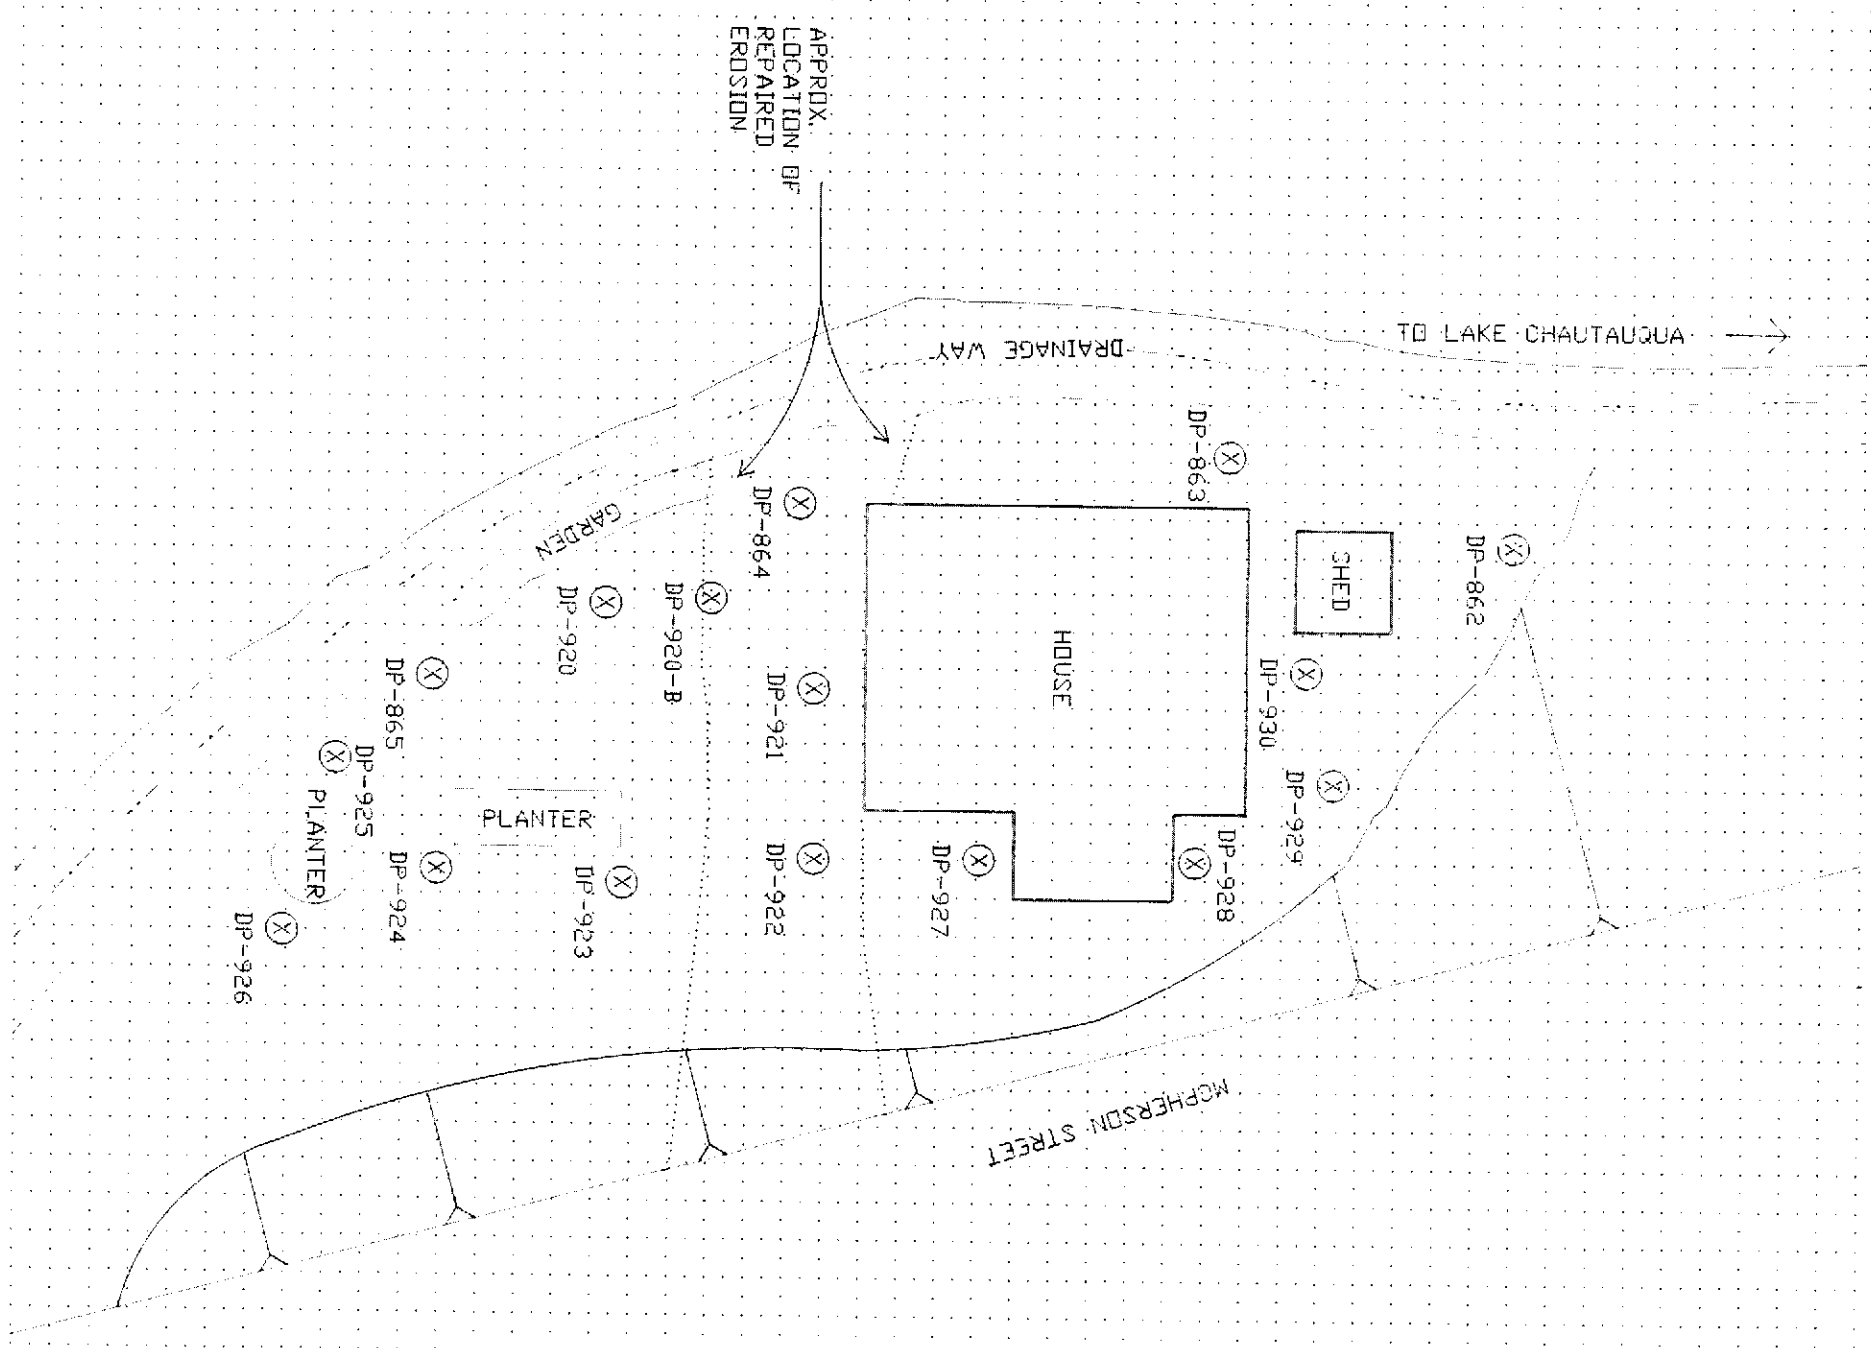 APPROX.
LOCATION OF
REPAIRED
EROSION
TO LAKE CHAUTAUQUA
DRAINAGE WAY
DP-863
DP-862
SHED
DP-864
GARDEN
DP-920
DP-920-B
HOUSE
DP-865
DP-921
DP-930
DP-925
PLANTER
PLANTER
DP-929
DP-924
DP-923
DP-922
DP-927
DP-928
DP-926
MCPHERSON STREET